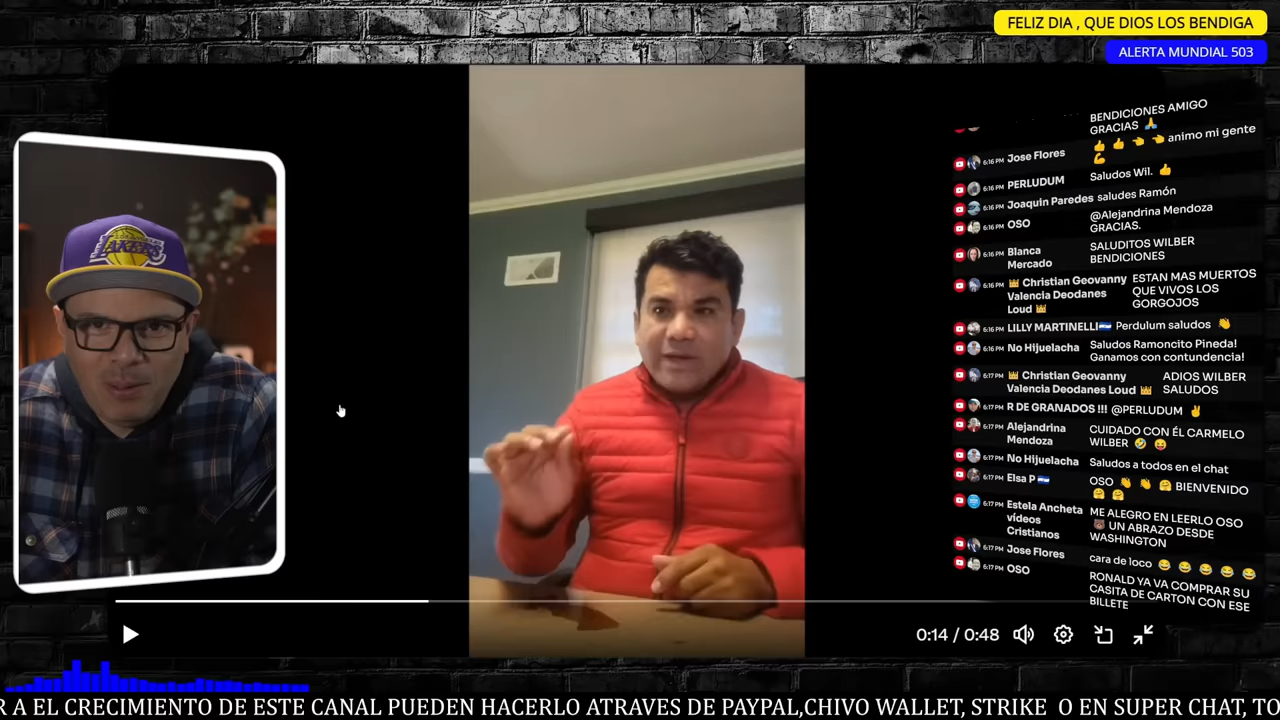 FELIZ DIA , QUE DIOS LOS BENDIGA
ALERTA MUNDIAL 503
LAKERS
BENDICIONES AMIGO
GRACIAS 🙏
6:16 PM Jose Flores 👍 👍 👈 👈 animo mi gente
💪
6:16 PM PERLUDUM Saludos Wil. 👍
6:16 PM Joaquin Paredes saludes Ramón
6:16 PM OSO @Alejandrina Mendoza
GRACIAS.
6:16 PM Blanca
Mercado
SALUDITOS WILBER
BENDICIONES
6:16 PM 👑 Christian Geovanny
Valencia Deodanes
Loud 👑
ESTAN MAS MUERTOS
QUE VIVOS LOS
GORGOJOS
6:16 PM LILLY MARTINELLI🇸🇻 Perdulum saludos 👋
6:16 PM No Hijuelacha Saludos Ramoncito Pineda!
Ganamos con contundencia!
6:17 PM 👑 Christian Geovanny
Valencia Deodanes Loud 👑
ADIOS WILBER
SALUDOS
6:17 PM R DE GRANADOS !!! @PERLUDUM ✌
6:17 PM Alejandrina
Mendoza
CUIDADO CON ÉL CARMELO
WILBER 🤣 😝
6:17 PM No Hijuelacha Saludos a todos en el chat
6:17 PM Elsa P 🇸🇻 OSO 👋 👋 🤗 BIENVENIDO
🤗 🤗
6:17 PM Estela Ancheta
vídeos
Cristianos
ME ALEGRO EN LEERLO OSO
🐻 UN ABRAZO DESDE
WASHINGTON
6:17 PM Jose Flores cara de loco 😂 😂 😂 😂 😂
6:17 PM OSO RONALD YA VA COMPRAR SU
CASITA DE CARTON CON ESE
BILLETE
0:14 / 0:48
R A EL CRECIMIENTO DE ESTE CANAL PUEDEN HACERLO ATRAVES DE PAYPAL,CHIVO WALLET, STRIKE O EN SUPER CHAT, TO